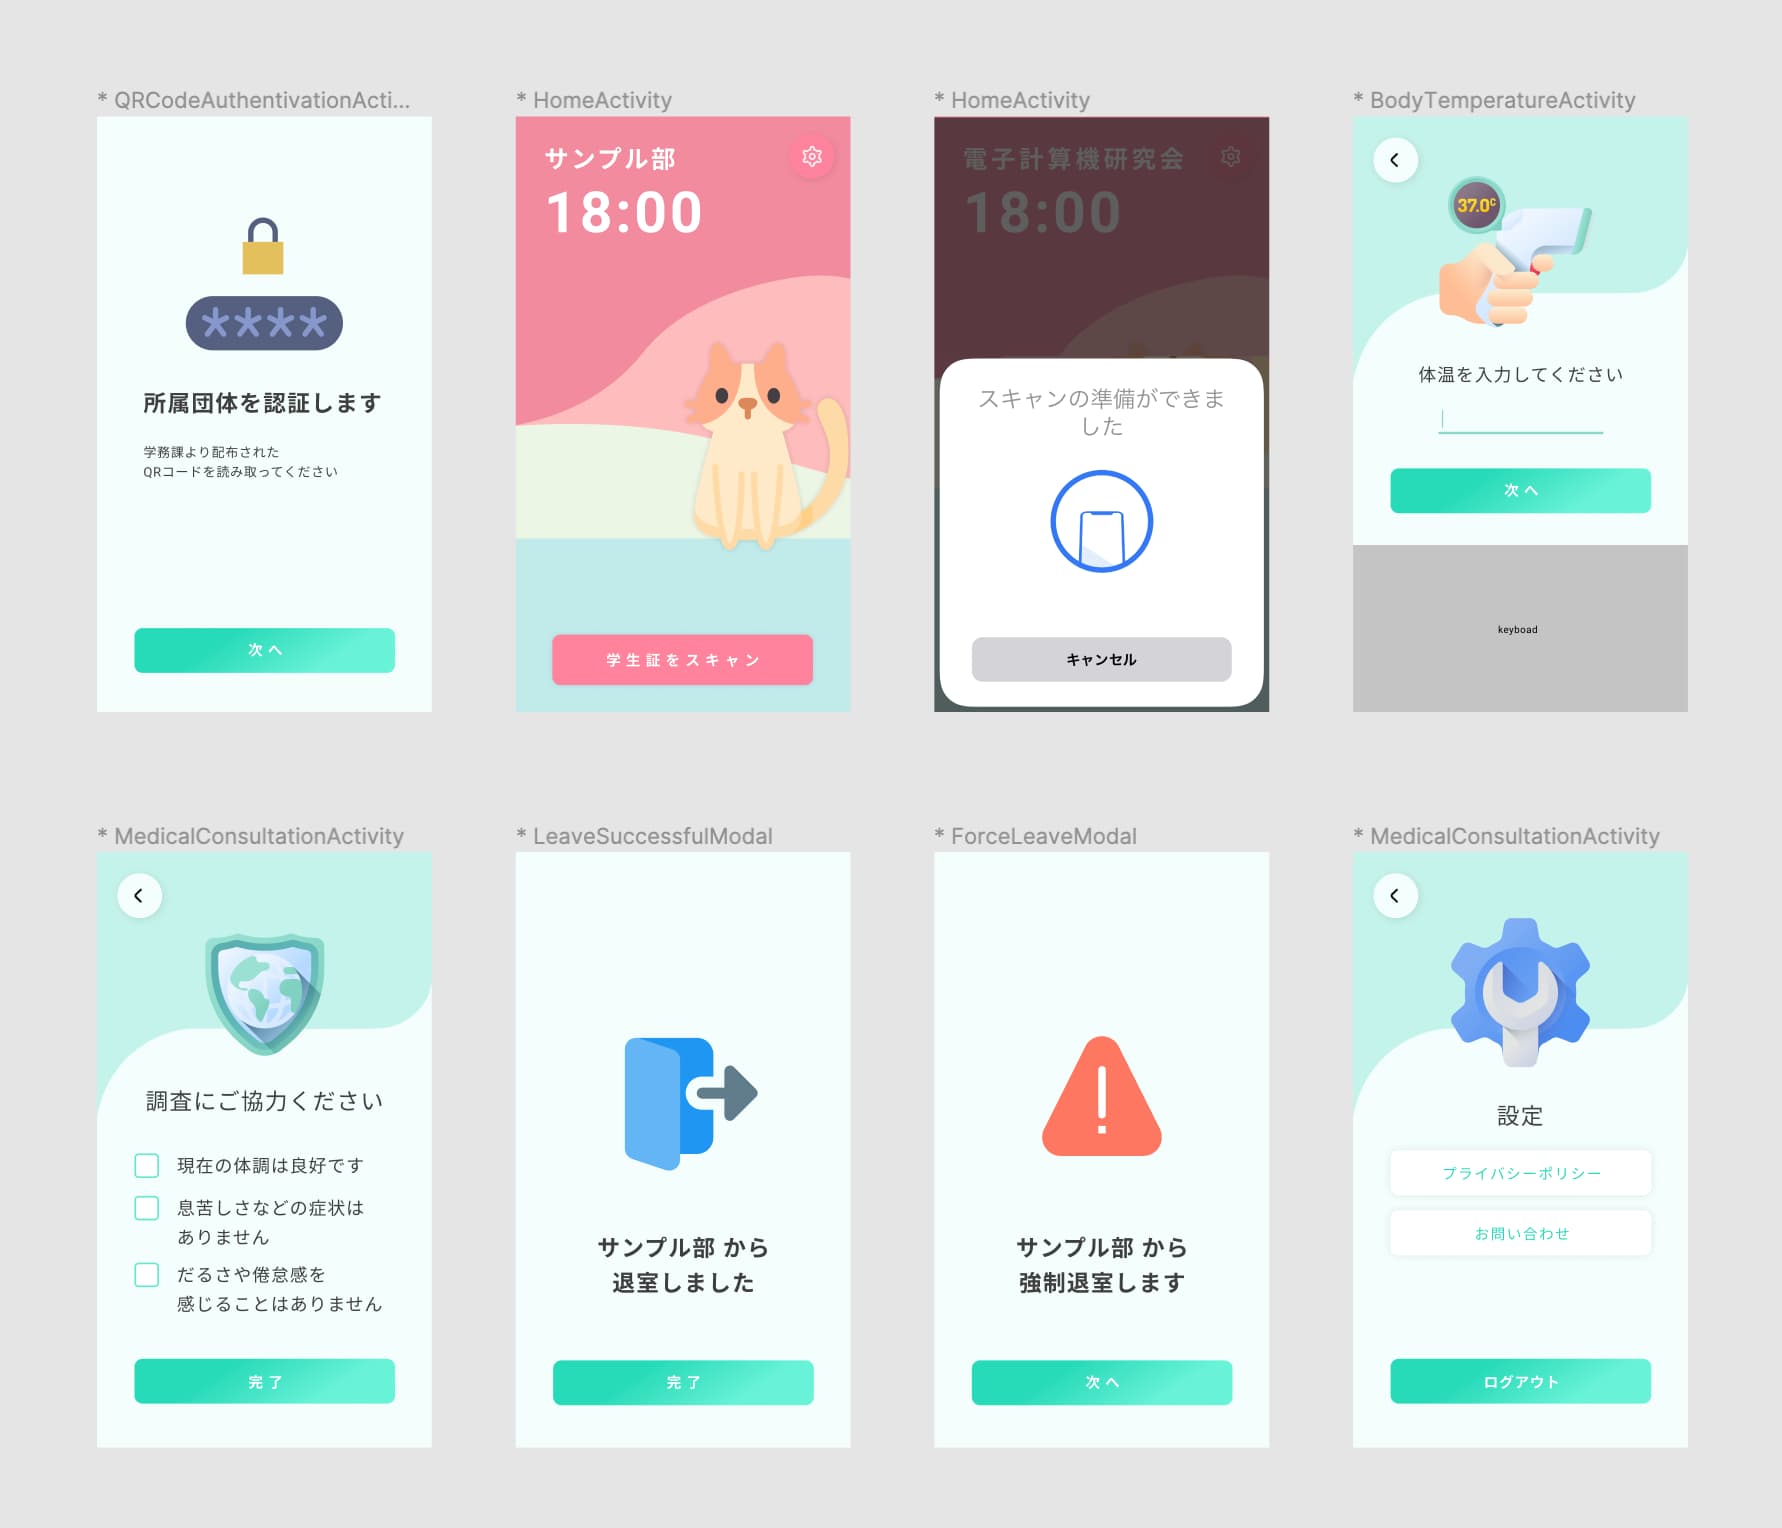 * QRCodeAuthentivationActi...
所属団体を認証します
学務課より配布された
QRコードを読み取ってください
次へ
* HomeActivity
サンプル部
18:00
学生証をスキャン
* HomeActivity
電子計算機研究会
18:00
スキャンの準備ができま
した
キャンセル
* BodyTemperatureActivity
37.0c
体温を入力してください
次へ
keyboad
* MedicalConsultationActivity
調査にご協力ください
現在の体調は良好です
息苦しさなどの症状は
ありません
だるさや倦怠感を
感じることはありません
完了
* LeaveSuccessfulModal
サンプル部 から
退室しました
完了
* ForceLeaveModal
サンプル部 から
強制退室します
次へ
* MedicalConsultationActivity
設定
プライバシーポリシー
お問い合わせ
ログアウト